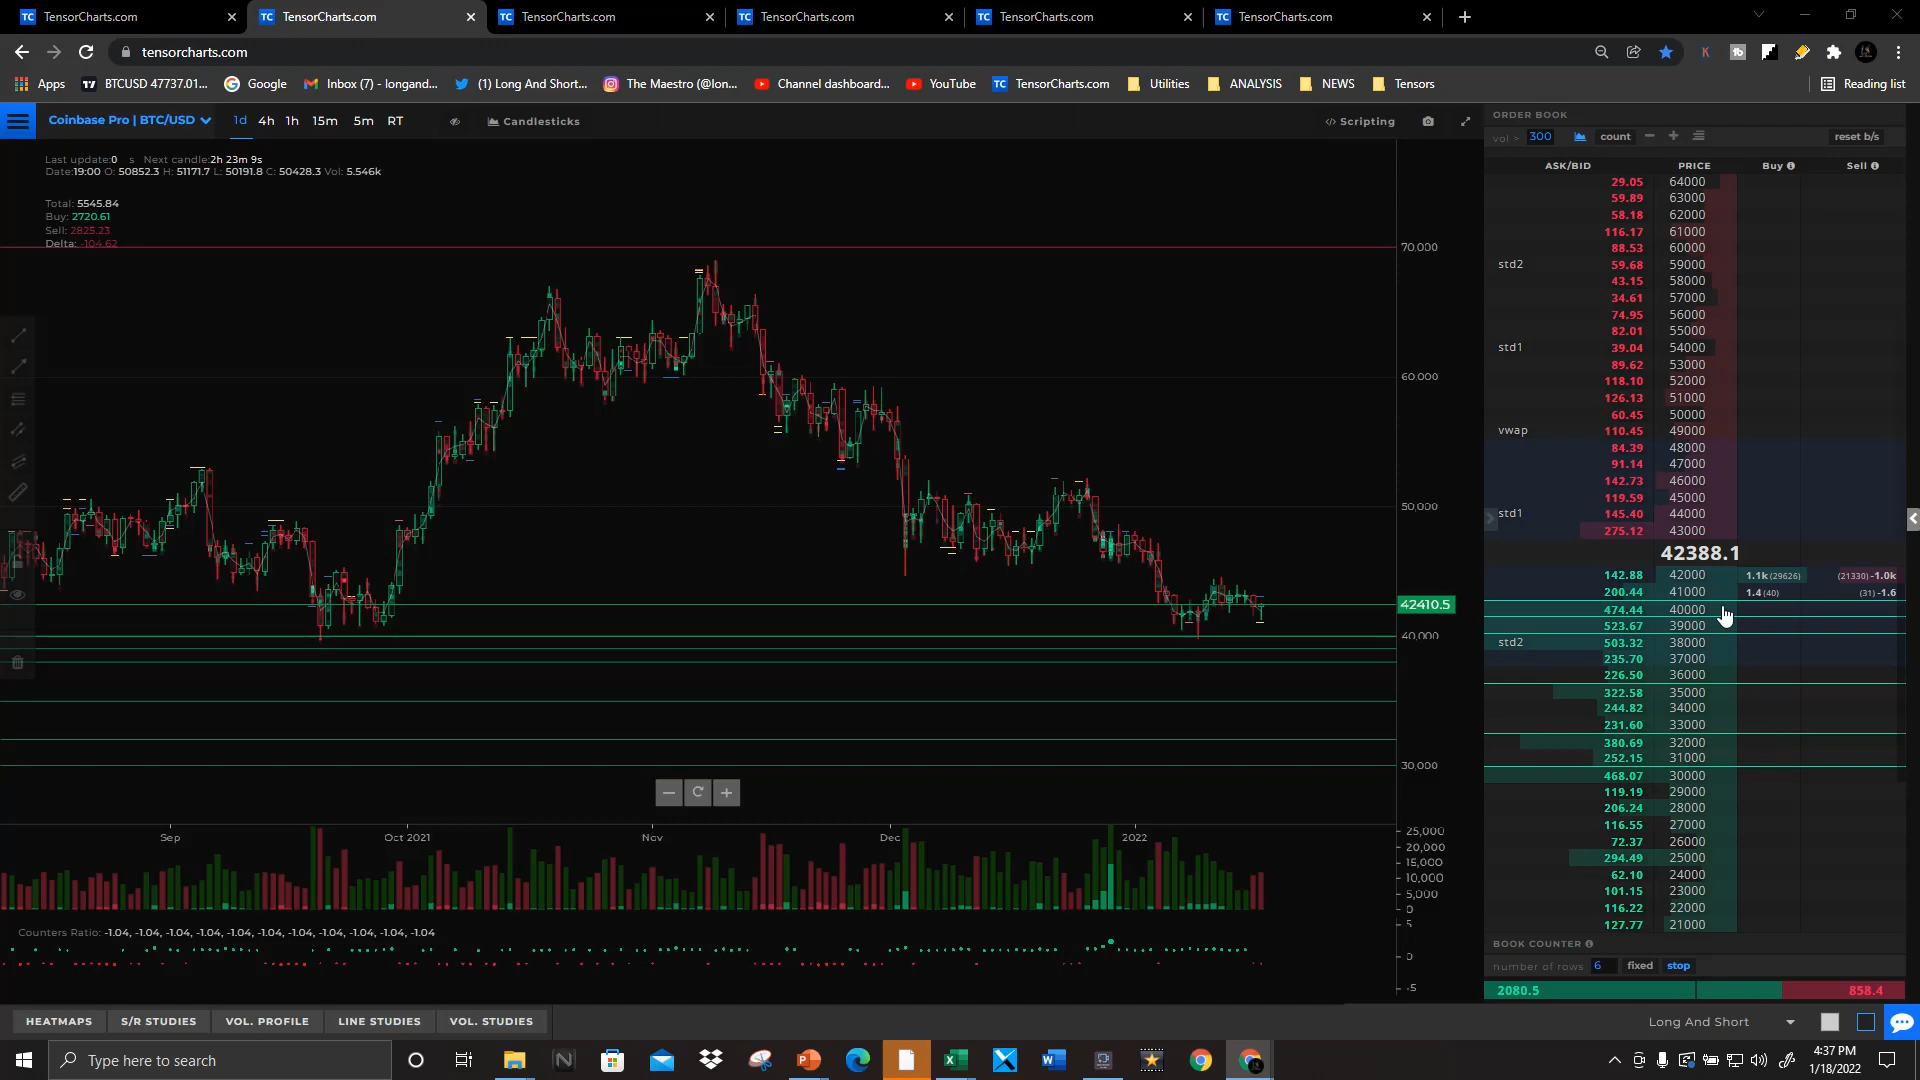 TC TensorCharts.com
TC TensorCharts.com
TC TensorCharts.com
TC TensorCharts.com
TC TensorCharts.com
TC TensorCharts.com
tensorcharts.com
Apps
BTCUSD 47737.01...
Google
Inbox (7) - longand...
(1) Long And Short...
The Maestro (@lon...
Channel dashboard...
YouTube
TC TensorCharts.com
Utilities
ANALYSIS
NEWS
Tensors
Reading list
Coinbase Pro | BTC/USD
1d 4h 1h 15m 5m RT
Candlesticks
Scripting
Last update:0 s Next candle:2h 23m 9s
Date:19:00 O: 50852.3 H: 51171.7 L: 50191.8 C: 50428.3 Vol: 5.546k
Total: 5545.84
Buy: 2720.61
Sell: 2825.23
Delta: -104.62
70,000
60,000
50,000
42410.5
40,000
30,000
Sep
Oct 2021
Nov
Dec
2022
25,000
20,000
15,000
10,000
5,000
0
5
0
-5
Counters Ratio: -1.04, -1.04, -1.04, -1.04, -1.04, -1.04, -1.04, -1.04, -1.04, -1.04, -1.04
ORDER BOOK
vol > 300 count reset b/s
ASK/BID PRICE Buy Sell
29.05 64000
59.89 63000
58.18 62000
116.17 61000
88.53 60000
std2 59.68 59000
43.15 58000
34.61 57000
74.95 56000
82.01 55000
std1 39.04 54000
89.62 53000
118.10 52000
126.13 51000
60.45 50000
vwap 110.45 49000
84.39 48000
91.14 47000
142.73 46000
119.59 45000
std1 145.40 44000
275.12 43000
42388.1
142.88 42000 1.1k (29626) (21330) -1.0k
200.44 41000 1.4 (40) (31) -1.6
474.44 40000
523.67 39000
std2 503.32 38000
235.70 37000
226.50 36000
322.58 35000
244.82 34000
231.60 33000
380.69 32000
252.15 31000
468.07 30000
119.19 29000
206.24 28000
116.55 27000
72.37 26000
294.49 25000
62.10 24000
101.15 23000
116.22 22000
127.77 21000
BOOK COUNTER
number of rows 6 fixed stop
2080.5 858.4
HEATMAPS
S/R STUDIES
VOL. PROFILE
LINE STUDIES
VOL. STUDIES
Long And Short
Type here to search
4:37 PM
1/18/2022